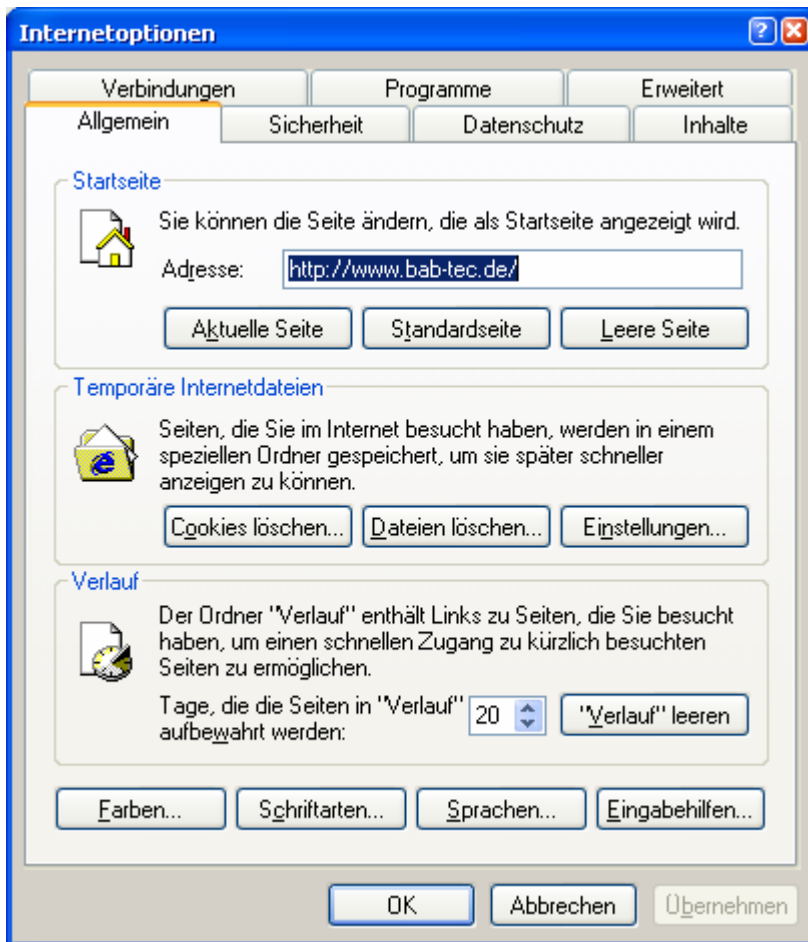 Internetoptionen
Verbindungen Programme Erweitert
Allgemein Sicherheit Datenschutz Inhalte
Startseite
Sie können die Seite ändern, die als Startseite angezeigt wird.
Adresse: http://www.bab-tec.de/
Aktuelle Seite Standardseite Leere Seite
Temporäre Internetdateien
Seiten, die Sie im Internet besucht haben, werden in einem
speziellen Ordner gespeichert, um sie später schneller
anzeigen zu können.
Cookies löschen... Dateien löschen... Einstellungen...
Verlauf
Der Ordner "Verlauf" enthält Links zu Seiten, die Sie besucht
haben, um einen schnellen Zugang zu kürzlich besuchten
Seiten zu ermöglichen.
Tage, die die Seiten in "Verlauf"
aufbewahrt werden: 20 "Verlauf" leeren
Farben... Schriftarten... Sprachen... Eingabehilfen...
OK Abbrechen Übernehmen